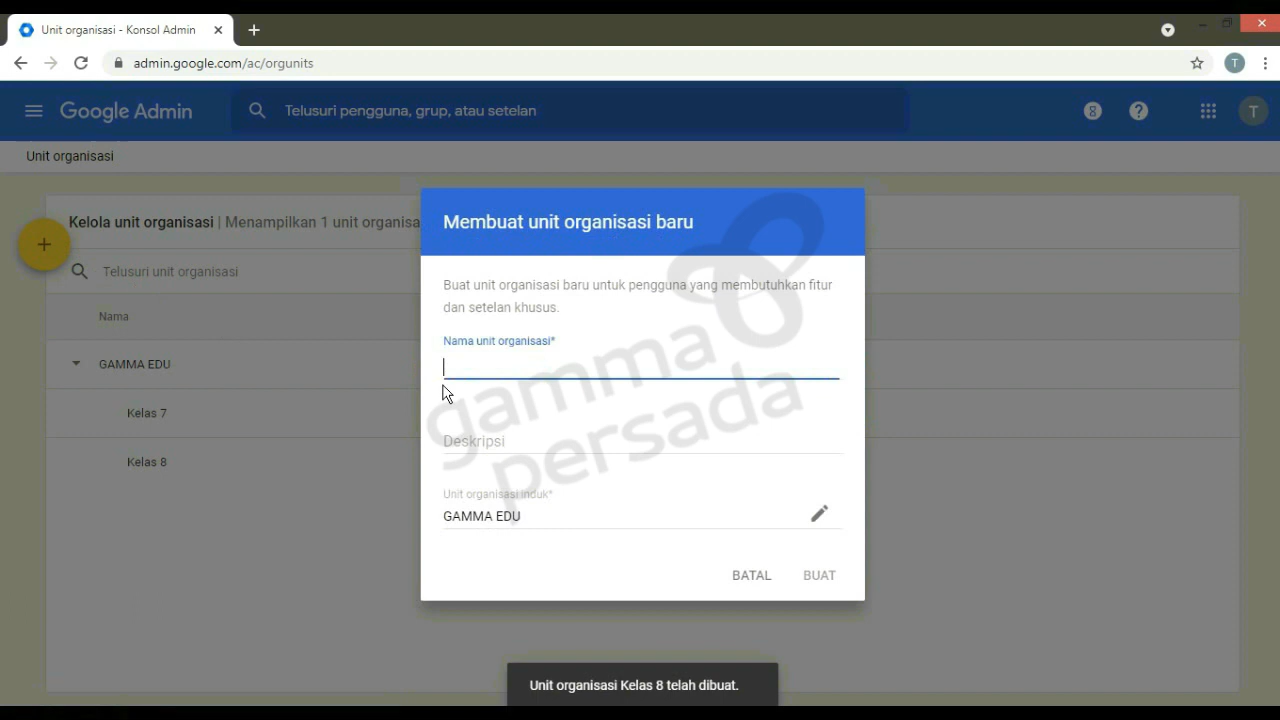 Unit organisasi - Konsol Admin
admin.google.com/ac/orgunits
T
Google Admin
Telusuri pengguna, grup, atau setelan
8
?
T
Unit organisasi
Kelola unit organisasi | Menampilkan 1 unit organisa
Telusuri unit organisasi
Nama
GAMMA EDU
Kelas 7
Kelas 8
Membuat unit organisasi baru
Buat unit organisasi baru untuk pengguna yang membutuhkan fitur
dan setelan khusus.
Nama unit organisasi*
Deskripsi
Unit organisasi induk*
GAMMA EDU
BATAL BUAT
gamma
persada
Unit organisasi Kelas 8 telah dibuat.